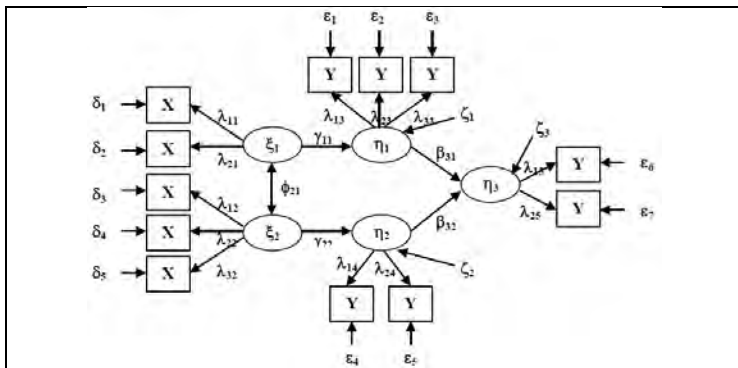 ε1 ε2 ε3
Y Y Y
δ1 X λ11 λ13 λ23 λ33 ζ1 ζ3
δ2 X λ21 ξ1 γ11 η1 β31
δ3 X λ12 ϕ21 η3 λ15 Y ε6
δ4 X λ22 ξ2 γ22 η2 β32 λ25 Y ε7
δ5 X λ32 λ14 λ24 ζ2
Y Y
ε4 ε5